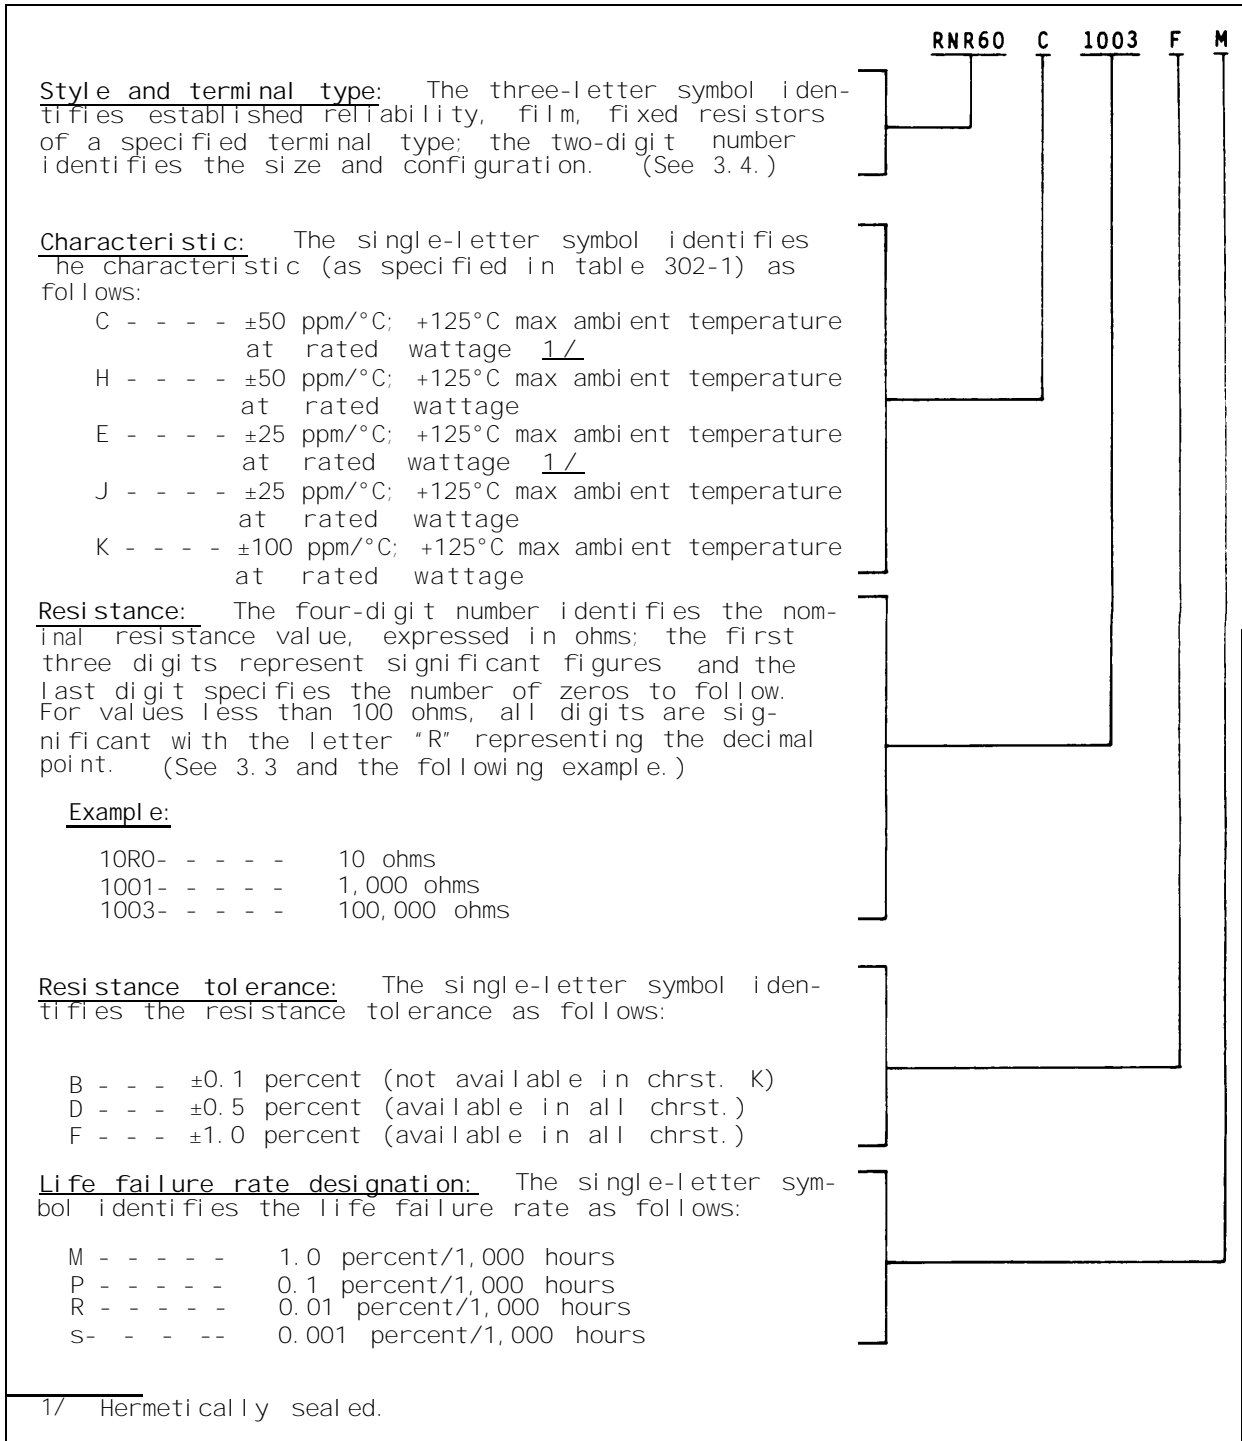 RNR60 C 1003 F M
Style and terminal type: The three-letter symbol iden-
tifies established reliability, film, fixed resistors
of a specified terminal type; the two-digit number
identifies the size and configuration. (See 3.4.)
Characteristic: The single-letter symbol identifies
he characteristic (as specified in table 302-1) as
follows:
C - - - - ±50 ppm/°C; +125°C max ambient temperature
at rated wattage 1/
H - - - - ±50 ppm/°C; +125°C max ambient temperature
at rated wattage
E - - - - ±25 ppm/°C; +125°C max ambient temperature
at rated wattage 1/
J - - - - ±25 ppm/°C; +125°C max ambient temperature
at rated wattage
K - - - - ±100 ppm/°C; +125°C max ambient temperature
at rated wattage
Resistance: The four-digit number identifies the nom-
inal resistance value, expressed in ohms; the first
three digits represent significant figures and the
last digit specifies the number of zeros to follow.
For values less than 100 ohms, all digits are sig-
nificant with the letter "R" representing the decimal
point. (See 3.3 and the following example.)
Example:
10R0- - - - - 10 ohms
1001- - - - - 1,000 ohms
1003- - - - - 100,000 ohms
Resistance tolerance: The single-letter symbol iden-
tifies the resistance tolerance as follows:
B - - - ±0.1 percent (not available in chrst. K)
D - - - ±0.5 percent (available in all chrst.)
F - - - ±1.0 percent (available in all chrst.)
Life failure rate designation: The single-letter sym-
bol identifies the life failure rate as follows:
M - - - - - 1.0 percent/1,000 hours
P - - - - - 0.1 percent/1,000 hours
R - - - - - 0.01 percent/1,000 hours
s- - - -- 0.001 percent/1,000 hours
1/ Hermetically sealed.